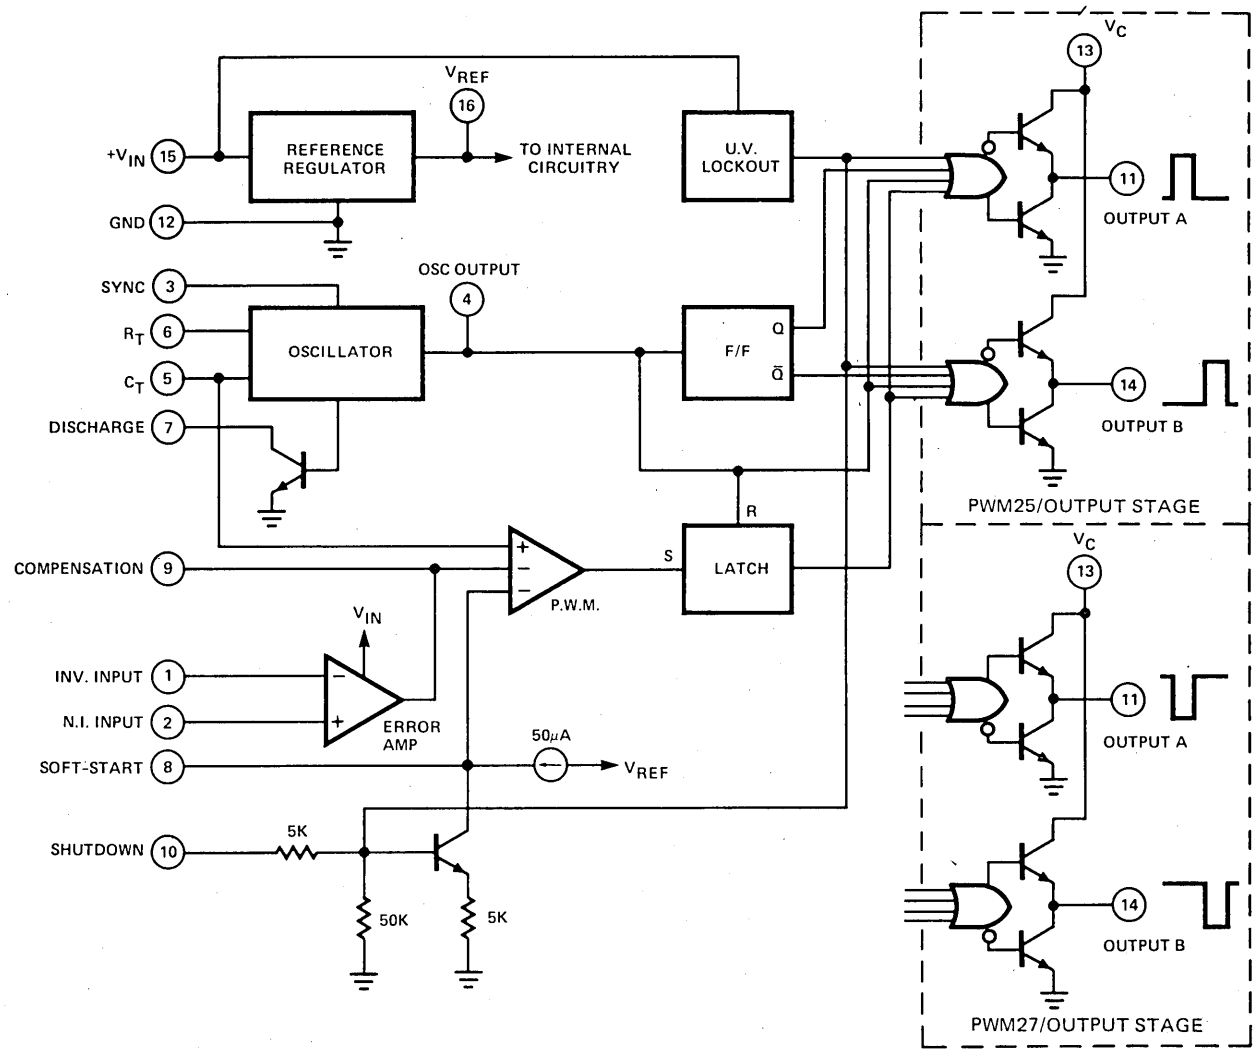 V_C
13
V_REF
16
+V_IN 15
REFERENCE
REGULATOR
TO INTERNAL
CIRCUITRY
U.V.
LOCKOUT
11
OUTPUT A
GND 12
SYNC 3
OSC OUTPUT
4
R_T 6
OSCILLATOR
F/F
Q
Q̄
C_T 5
14
OUTPUT B
DISCHARGE 7
PWM25/OUTPUT STAGE
R
COMPENSATION 9
+
−
−
P.W.M.
S
LATCH
V_C
13
V_IN
INV. INPUT 1
−
N.I. INPUT 2
+
ERROR
AMP
11
OUTPUT A
SOFT-START 8
50μA
V_REF
SHUTDOWN 10
5K
50K
5K
14
OUTPUT B
PWM27/OUTPUT STAGE